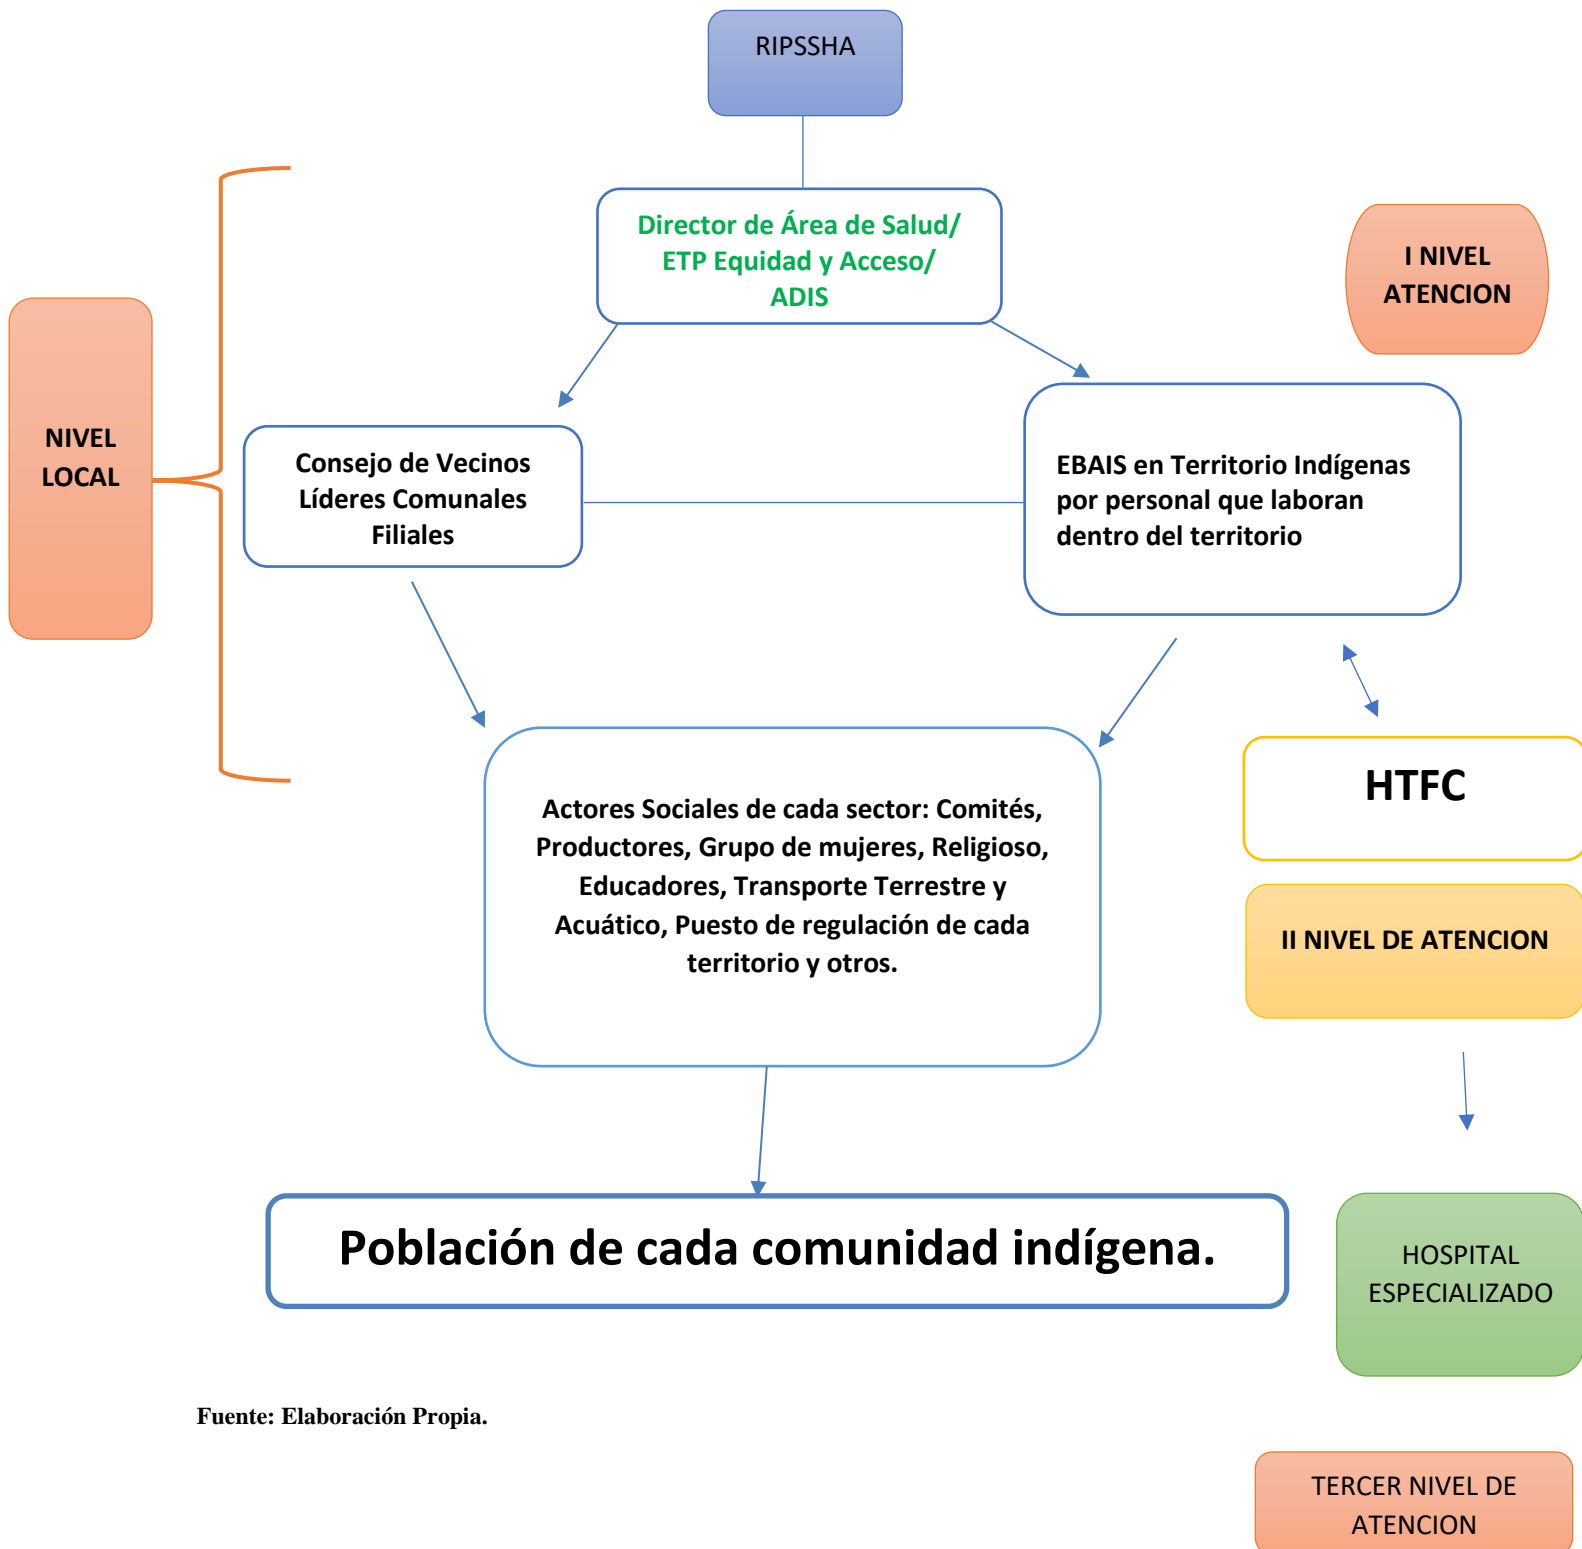 RIPSSHA
Director de Área de Salud/
ETP Equidad y Acceso/
ADIS
I NIVEL
ATENCION
NIVEL
LOCAL
Consejo de Vecinos
Líderes Comunales
Filiales
EBAIS en Territorio Indígenas
por personal que laboran
dentro del territorio
Actores Sociales de cada sector: Comités,
Productores, Grupo de mujeres, Religioso,
Educadores, Transporte Terrestre y
Acuático, Puesto de regulación de cada
territorio y otros.
HTFC
II NIVEL DE ATENCION
Población de cada comunidad indígena.
HOSPITAL
ESPECIALIZADO
Fuente: Elaboración Propia.
TERCER NIVEL DE
ATENCION